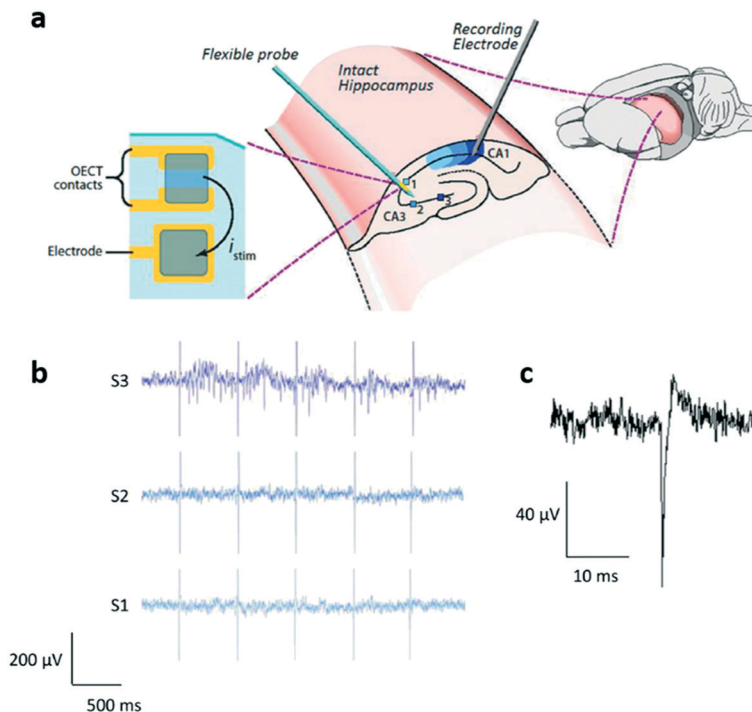 a
Flexible probe
Recording
Electrode
Intact
Hippocampus
OECT
contacts
Electrode
i stim
CA1
CA3
1
2
3
b
S3
S2
S1
200 μV
500 ms
c
40 μV
10 ms